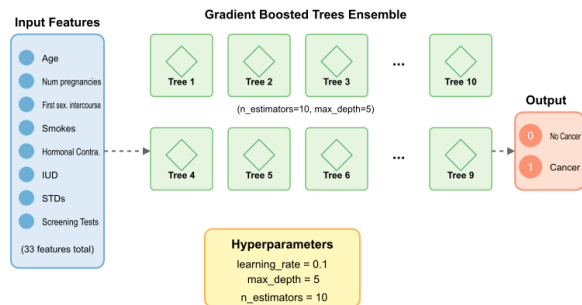 Input Features
Age
Num pregnancies
First sex. intercourse
Smokes
Hormonal Contra.
IUD
STDs
Screening Tests
(33 features total)
Gradient Boosted Trees Ensemble
Tree 1
Tree 2
Tree 3
...
Tree 10
(n_estimators=10, max_depth=5)
Tree 4
Tree 5
Tree 6
...
Tree 9
Output
0 No Cancer
1 Cancer
Hyperparameters
learning_rate = 0.1
max_depth = 5
n_estimators = 10